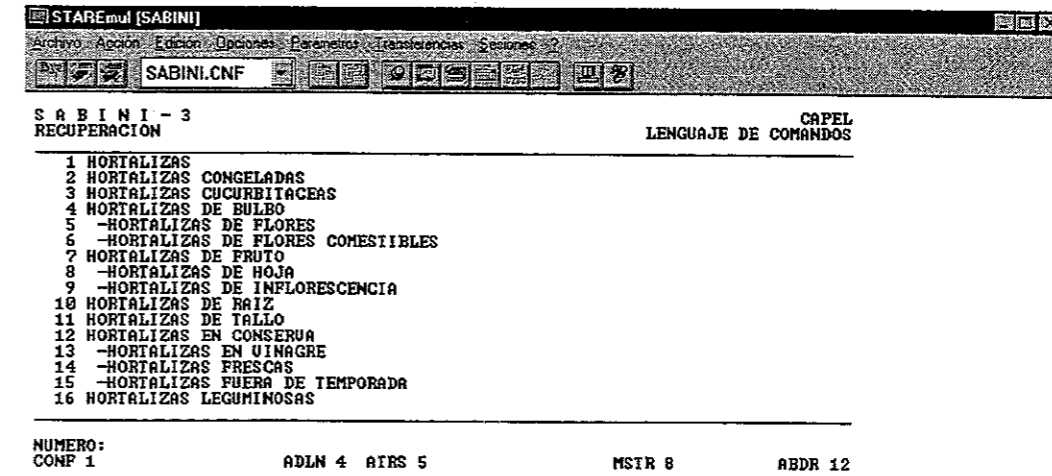 STAREmul [SABINI]
Archivo Acción Edición Opciones Parametros Transferencias Sesiones ?
SABINI.CNF
S A B I N I - 3 CAPEL
RECUPERACION LENGUAJE DE COMANDOS
1 HORTALIZAS
2 HORTALIZAS CONGELADAS
3 HORTALIZAS CUCURBITACEAS
4 HORTALIZAS DE BULBO
5 -HORTALIZAS DE FLORES
6 -HORTALIZAS DE FLORES COMESTIBLES
7 HORTALIZAS DE FRUTO
8 -HORTALIZAS DE HOJA
9 -HORTALIZAS DE INFLORESCENCIA
10 HORTALIZAS DE RAIZ
11 HORTALIZAS DE TALLO
12 HORTALIZAS EN CONSERVA
13 -HORTALIZAS EN VINAGRE
14 -HORTALIZAS FRESCAS
15 -HORTALIZAS FUERA DE TEMPORADA
16 HORTALIZAS LEGUMINOSAS
NUMERO:
CONF 1 ADLN 4 ATRS 5 MSTR 8 ABDR 12